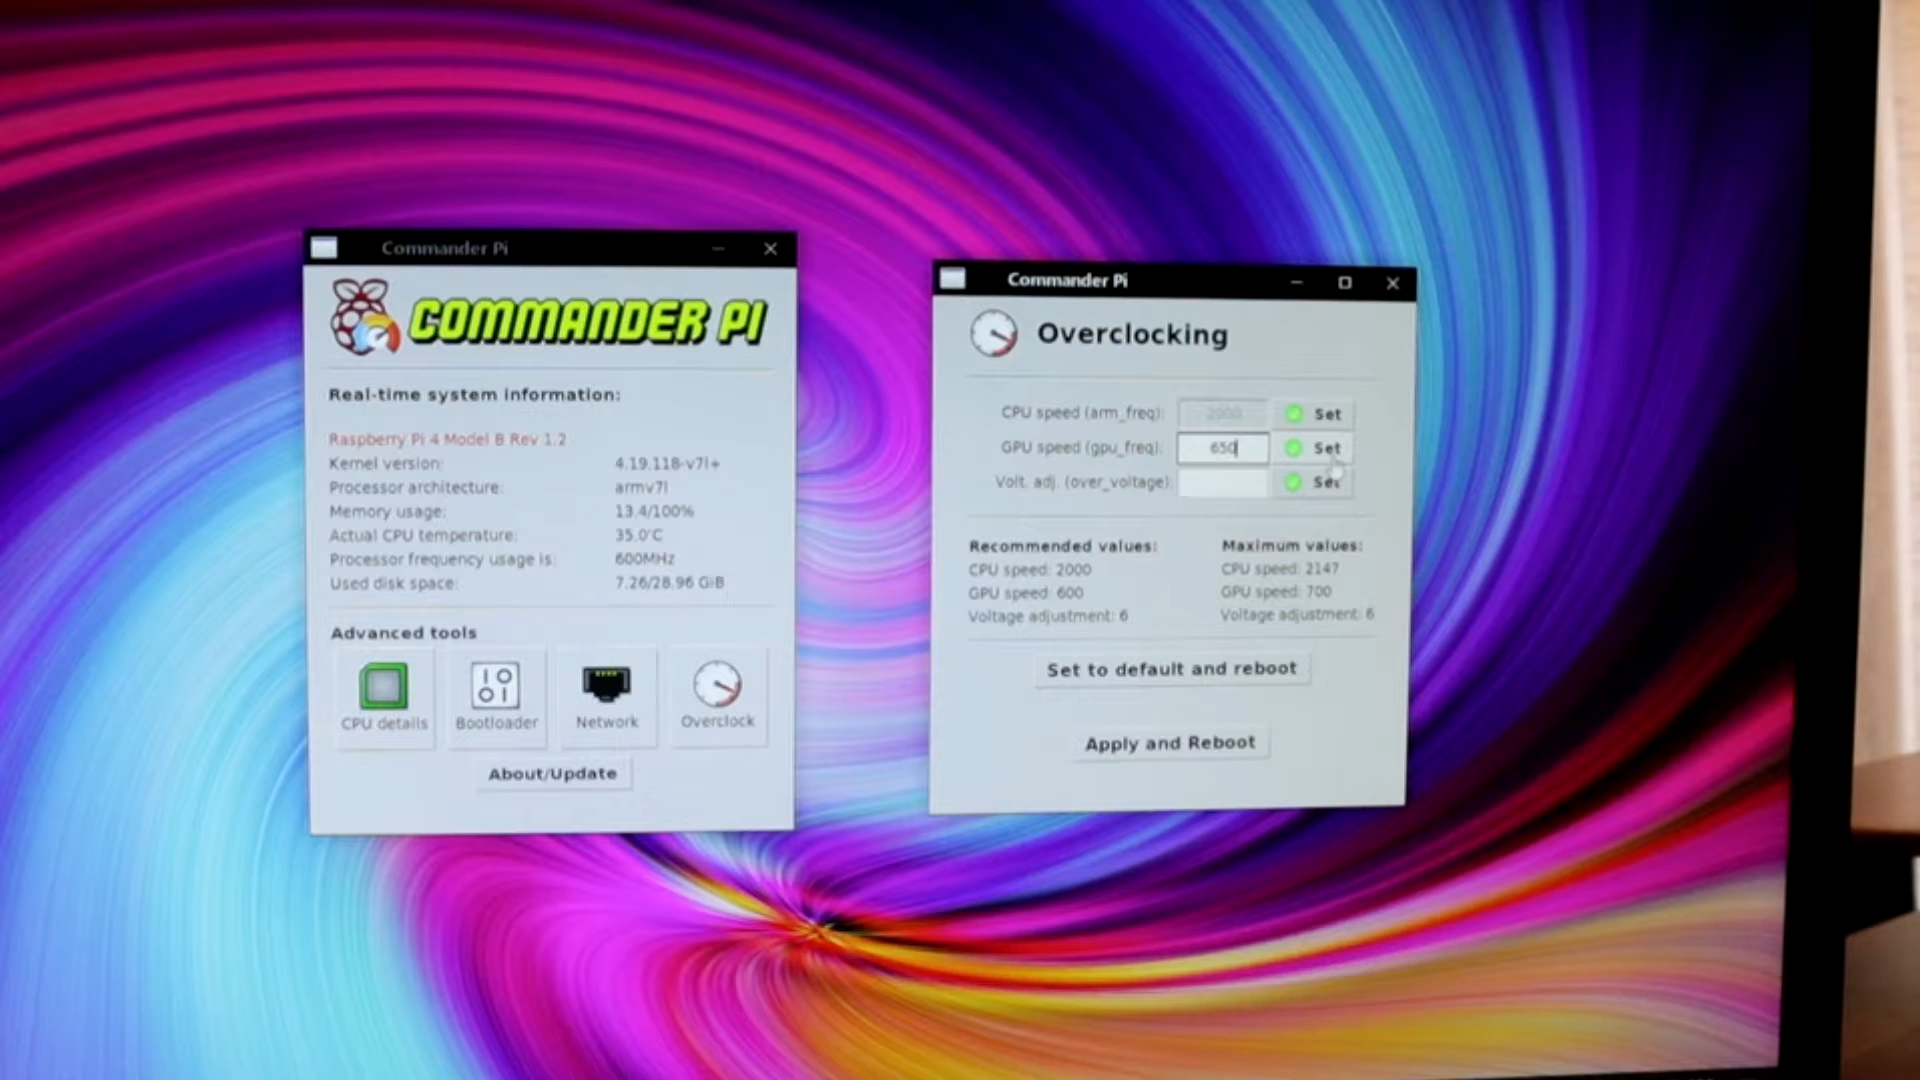 Commander Pi
COMMANDER PI
Real-time system information:
Raspberry Pi 4 Model B Rev 1.2
Kernel version: 4.19.118-v7l+
Processor architecture: armv7l
Memory usage: 13.4/100%
Actual CPU temperature: 35.0'C
Processor frequency usage is: 600MHz
Used disk space: 7.26/28.96 GiB
Advanced tools
CPU details Bootloader Network Overclock
About/Update
Commander Pi
Overclocking
CPU speed (arm_freq): 2000 Set
GPU speed (gpu_freq): 650 Set
Volt. adj. (over_voltage): Set
Recommended values: Maximum values:
CPU speed: 2000 CPU speed: 2147
GPU speed: 600 GPU speed: 700
Voltage adjustment: 6 Voltage adjustment: 6
Set to default and reboot
Apply and Reboot